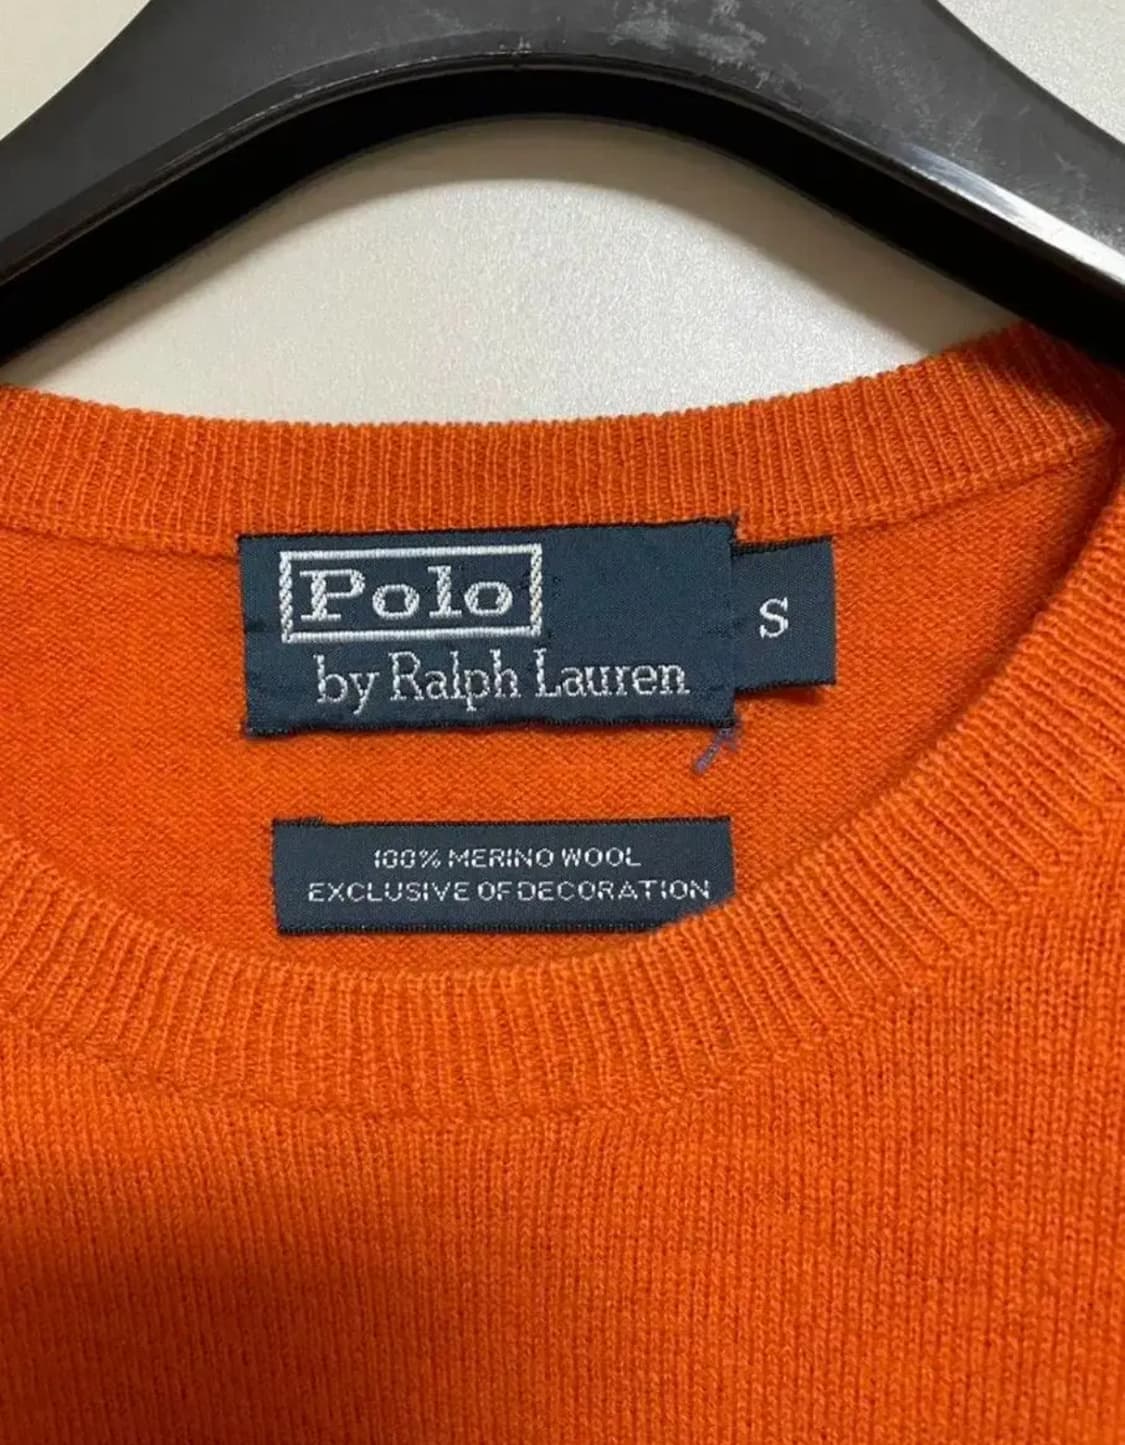 Polo
by Ralph Lauren
S
100% MERINO WOOL
EXCLUSIVE OF DECORATION